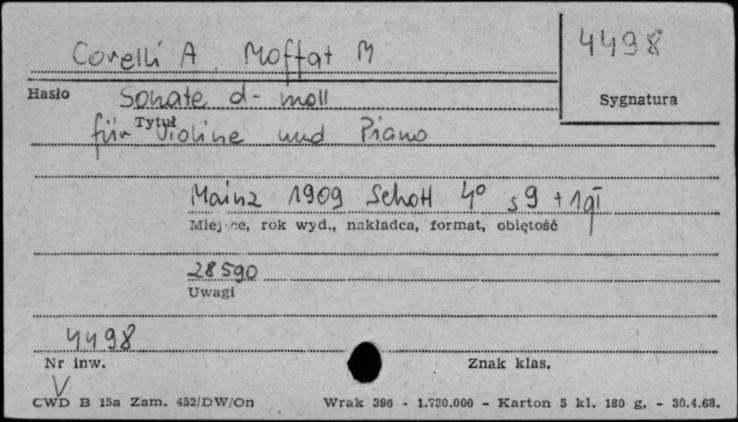 Corelli A, Moffat M
4498
Hasło Sonate d-moll
Sygnatura
Tytuł
für Violine und Piano
Mainz 1909 Schott 4° s 9 + 1 gł
Miejsce, rok wyd., nakładca, format, objętość
28590
Uwagi
4498
Nr inw. Znak klas.
V
CWD B 15a Zam. 452/DW/On Wrak 396 - 1.730.000 - Karton 5 kl. 180 g, - 30.4.68.